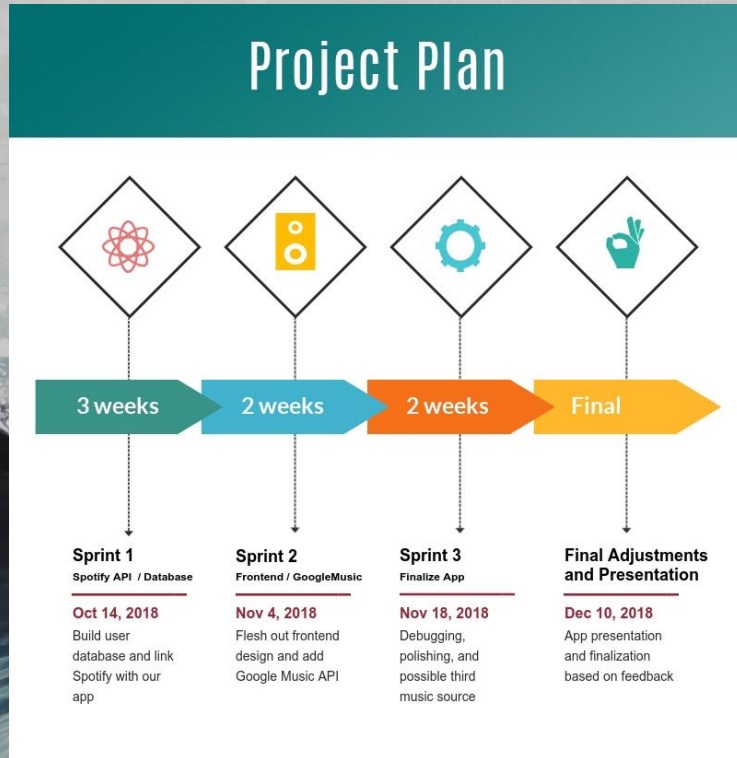 Project Plan
3 weeks
2 weeks
2 weeks
Final
Sprint 1
Spotify API / Database
Oct 14, 2018
Build user
database and link
Spotify with our
app
Sprint 2
Frontend / GoogleMusic
Nov 4, 2018
Flesh out frontend
design and add
Google Music API
Sprint 3
Finalize App
Nov 18, 2018
Debugging,
polishing, and
possible third
music source
Final Adjustments
and Presentation
Dec 10, 2018
App presentation
and finalization
based on feedback